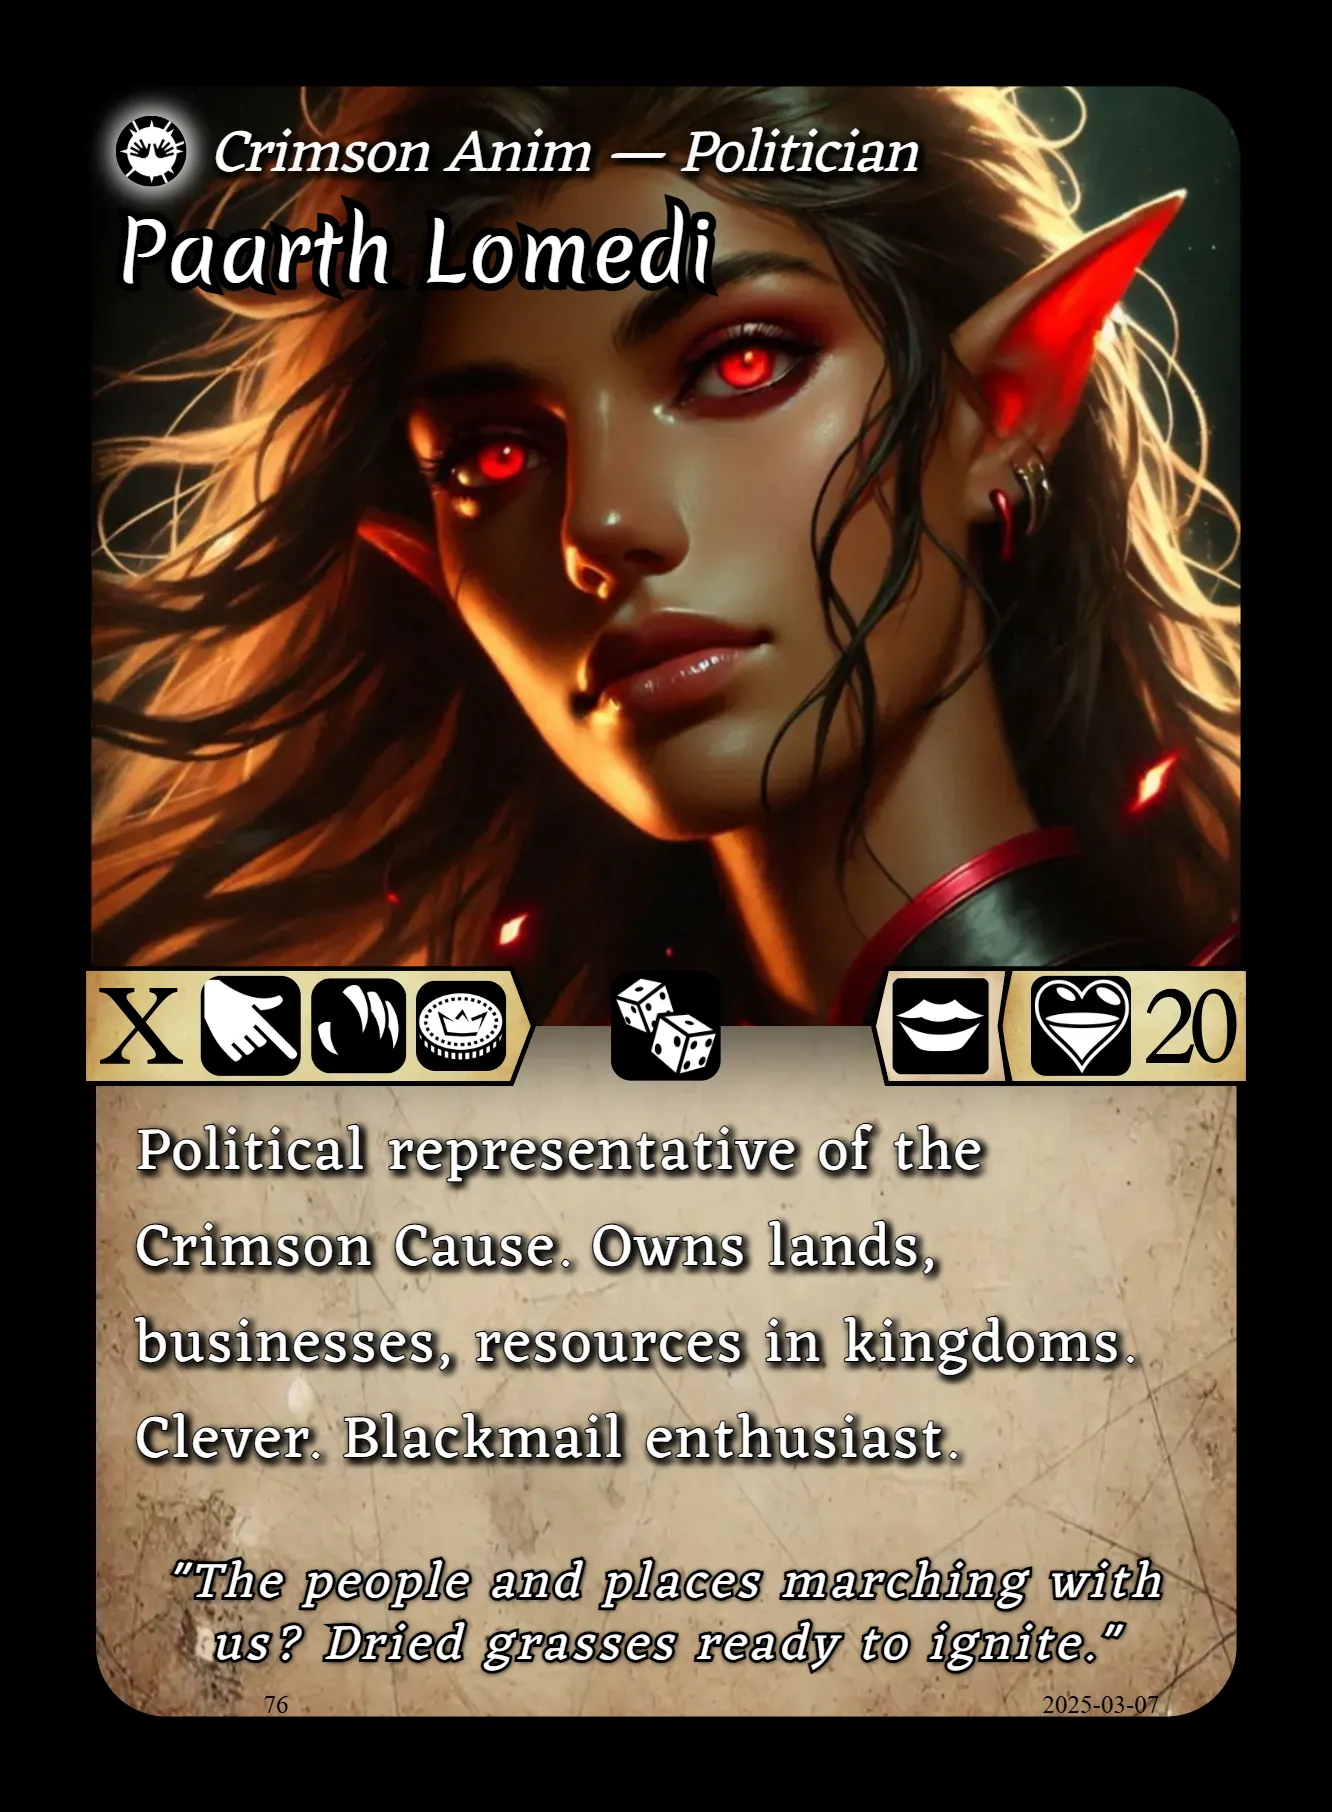 Crimson Anim — Politician
Paarth Lomedi
X
20
Political representative of the
Crimson Cause. Owns lands,
businesses, resources in kingdoms.
Clever. Blackmail enthusiast.
"The people and places marching with
us? Dried grasses ready to ignite."
76
2025-03-07